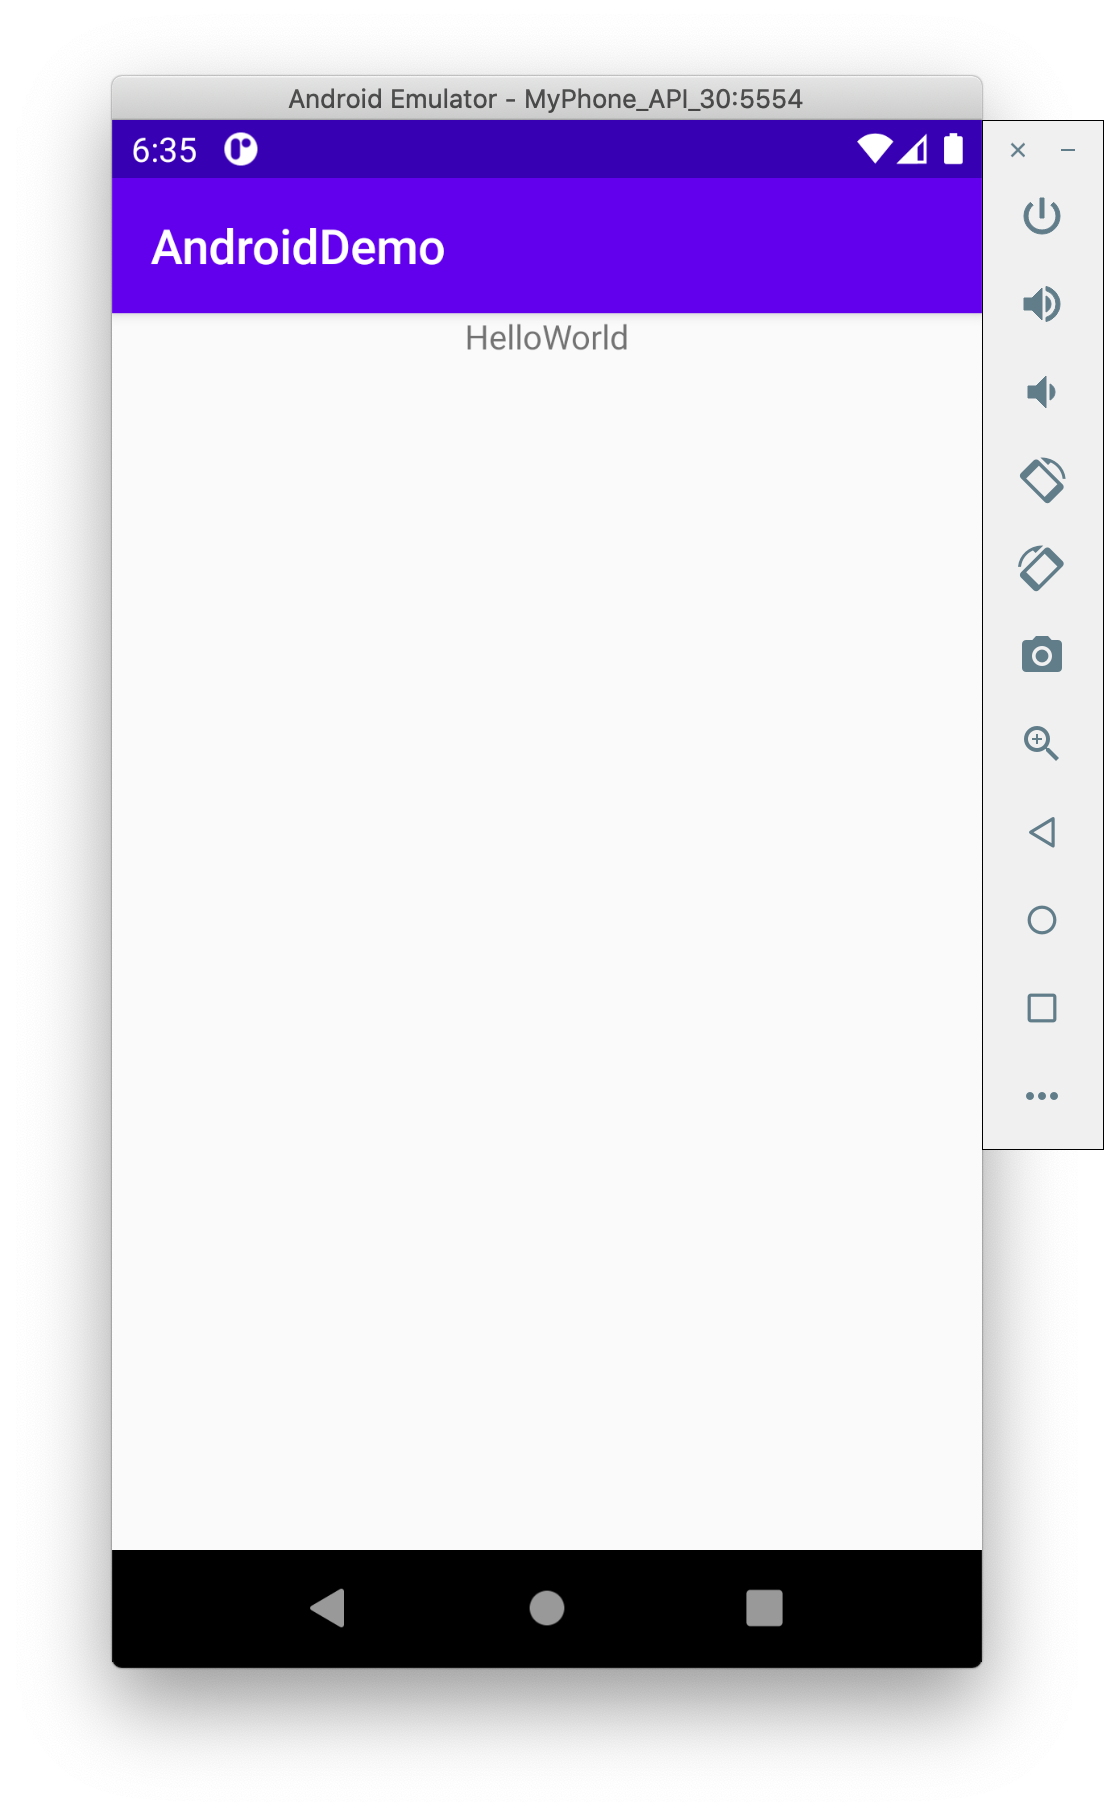 Android Emulator - MyPhone_API_30:5554
6:35
AndroidDemo
HelloWorld